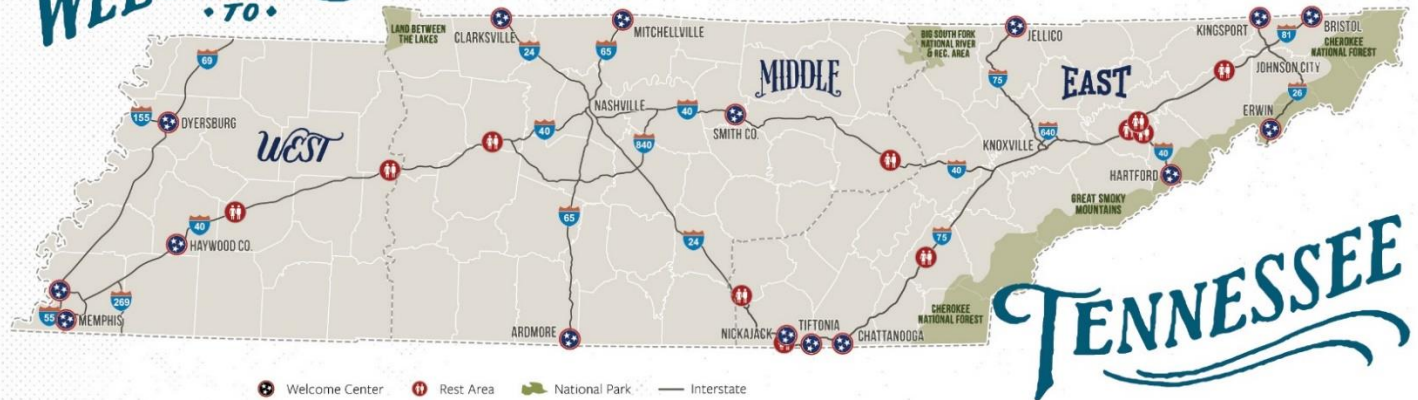 TO
69
LAND BETWEEN
THE LAKES
CLARKSVILLE
24
65
MITCHELLVILLE
BIG SOUTH FORK
NATIONAL RIVER
& REC. AREA
JELLICO
KINGSPORT
81
BRISTOL
CHEROKEE
NATIONAL FOREST
155
DYERSBURG
WEST
NASHVILLE
40
840
40
SMITH CO.
MIDDLE
75
EAST
JOHNSON CITY
26
ERWIN
KNOXVILLE
640
40
40
HARTFORD
GREAT SMOKY
MOUNTAINS
40
HAYWOOD CO.
65
24
75
TENNESSEE
269
55
MEMPHIS
ARDMORE
NICKAJACK
TIFTONIA
CHATTANOOGA
CHEROKEE
NATIONAL FOREST
Welcome Center
Rest Area
National Park
Interstate